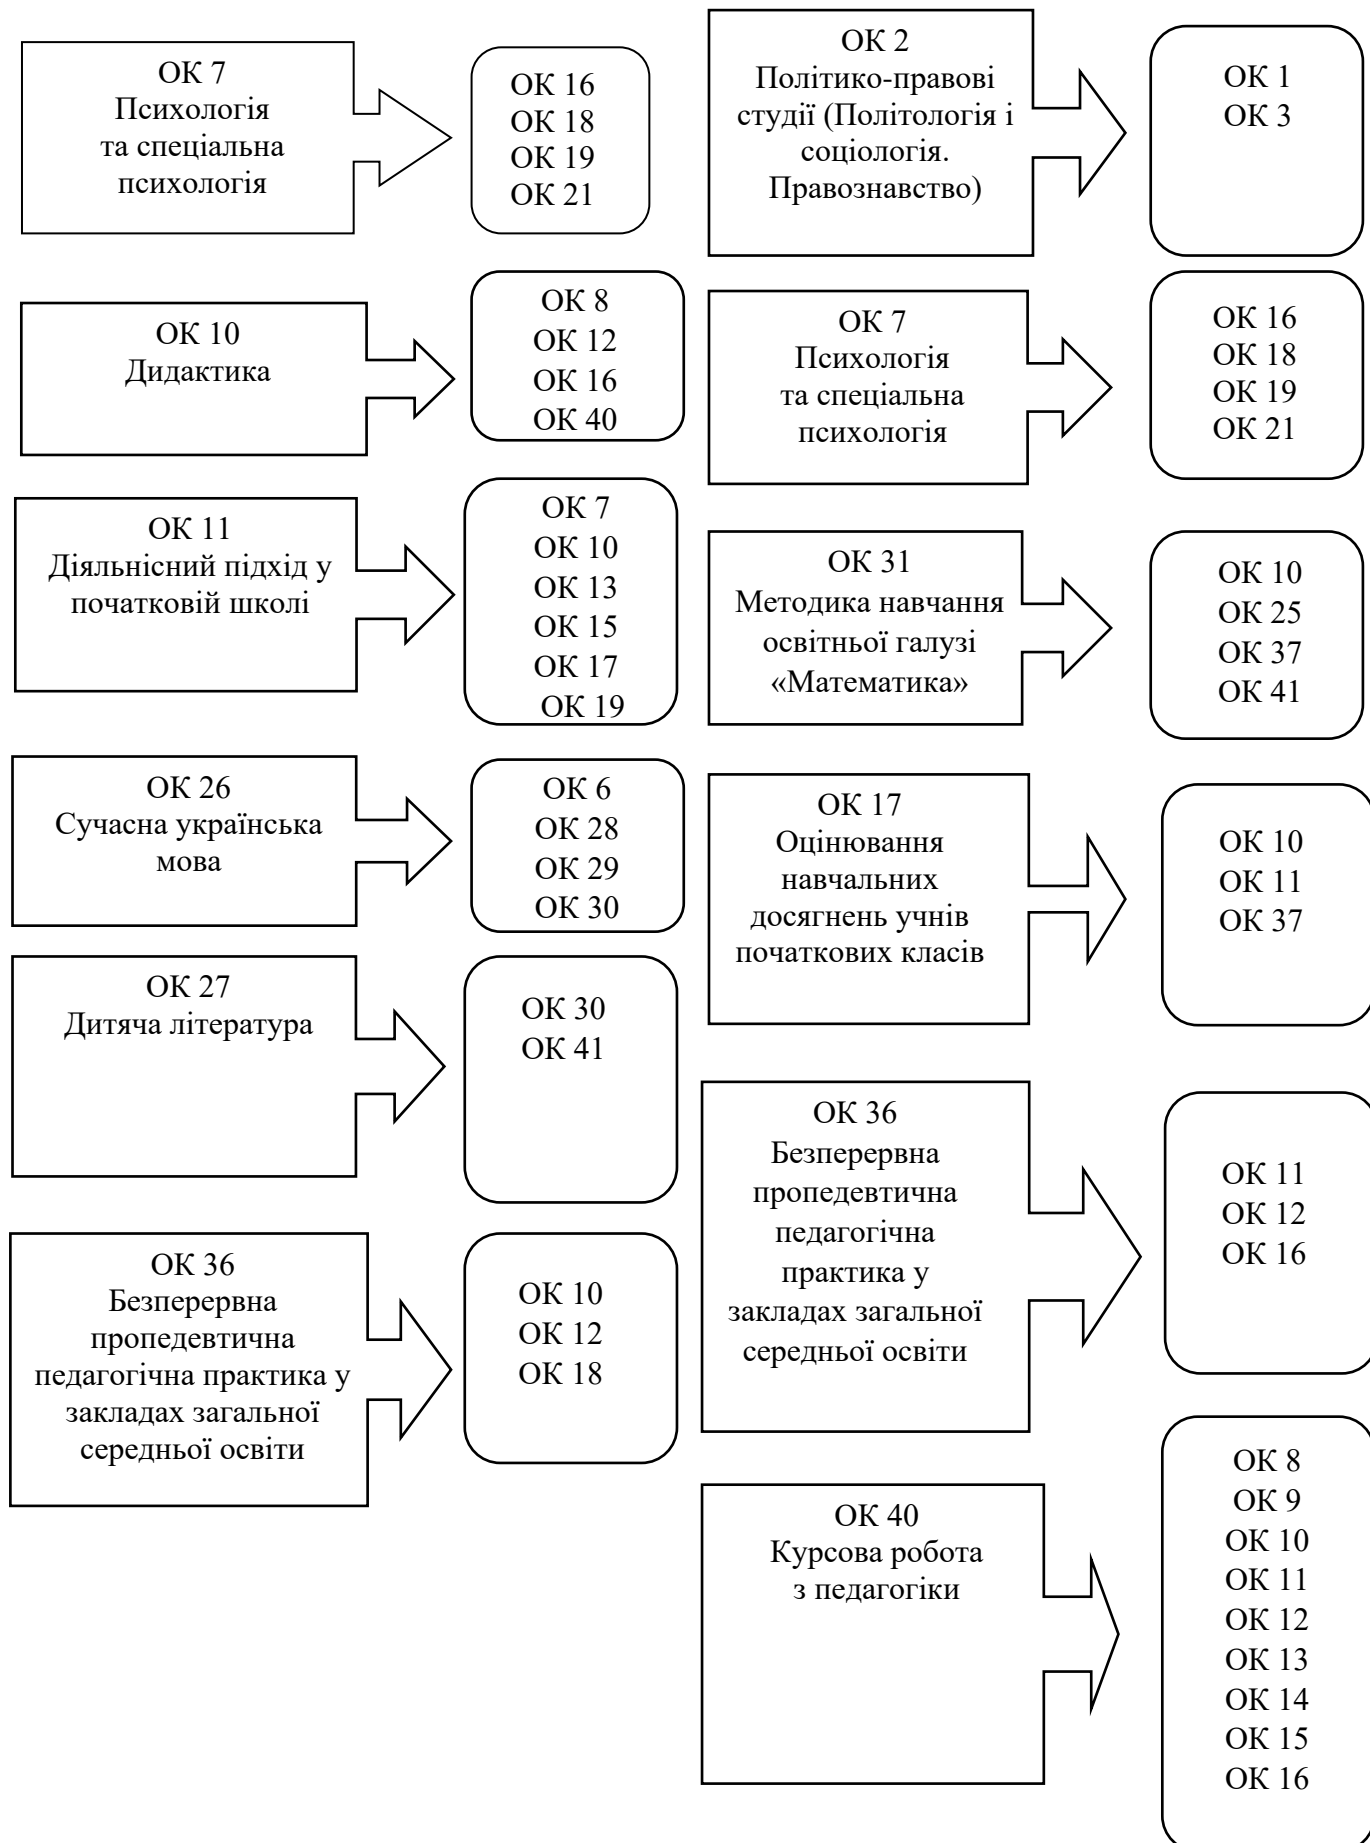 ОК 7
Психологія
та спеціальна
психологія
ОК 16
ОК 18
ОК 19
ОК 21
ОК 10
Дидактика
ОК 8
ОК 12
ОК 16
ОК 40
ОК 11
Діяльнісний підхід у
початковій школі
ОК 7
ОК 10
ОК 13
ОК 15
ОК 17
ОК 19
ОК 26
Сучасна українська
мова
ОК 6
ОК 28
ОК 29
ОК 30
ОК 27
Дитяча література
ОК 30
ОК 41
ОК 36
Безперервна
пропедевтична
педагогічна практика у
закладах загальної
середньої освіти
ОК 10
ОК 12
ОК 18
ОК 2
Політико-правові
студії (Політологія і
соціологія.
Правознавство)
ОК 1
ОК 3
ОК 7
Психологія
та спеціальна
психологія
ОК 16
ОК 18
ОК 19
ОК 21
ОК 31
Методика навчання
освітньої галузі
«Математика»
ОК 10
ОК 25
ОК 37
ОК 41
ОК 17
Оцінювання
навчальних
досягнень учнів
початкових класів
ОК 10
ОК 11
ОК 37
ОК 36
Безперервна
пропедевтична
педагогічна
практика у
закладах загальної
середньої освіти
ОК 11
ОК 12
ОК 16
ОК 40
Курсова робота
з педагогіки
ОК 8
ОК 9
ОК 10
ОК 11
ОК 12
ОК 13
ОК 14
ОК 15
ОК 16